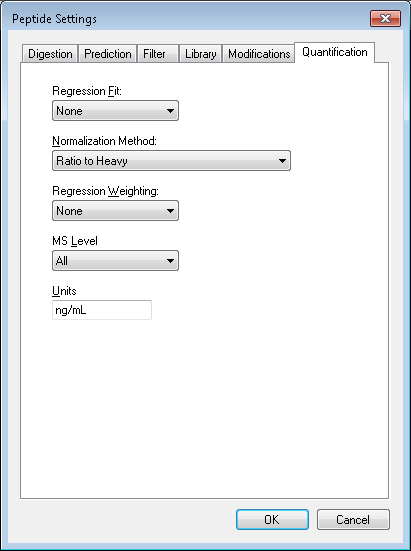 Peptide Settings
Digestion Prediction Filter Library Modifications Quantification
Regression Fit:
None
Normalization Method:
Ratio to Heavy
Regression Weighting:
None
MS Level
All
Units
ng/mL
OK Cancel